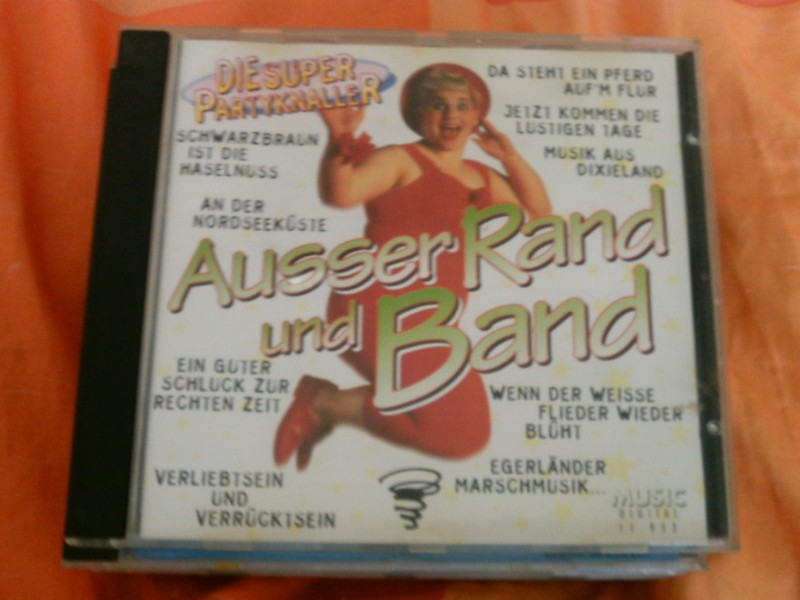 DIE SUPER
PARTYKNALLER
SCHWARZBRAUN
IST DIE
HASELNUSS
AN DER
NORDSEEKÜSTE
DA STEHT EIN PFERD
AUF'M FLUR
JETZT KOMMEN DIE
LUSTIGEN TAGE
MUSIK AUS
DIXIELAND
AUSSER RAND
UND BAND
EIN GUTER
SCHLUCK ZUR
RECHTEN ZEIT
VERLIEBTSEIN
UND
VERRÜCKTSEIN
WENN DER WEISSE
FLIEDER WIEDER
BLÜHT
EGERLÄNDER
MARSCHMUSIK...
MUSIC
DIGITAL